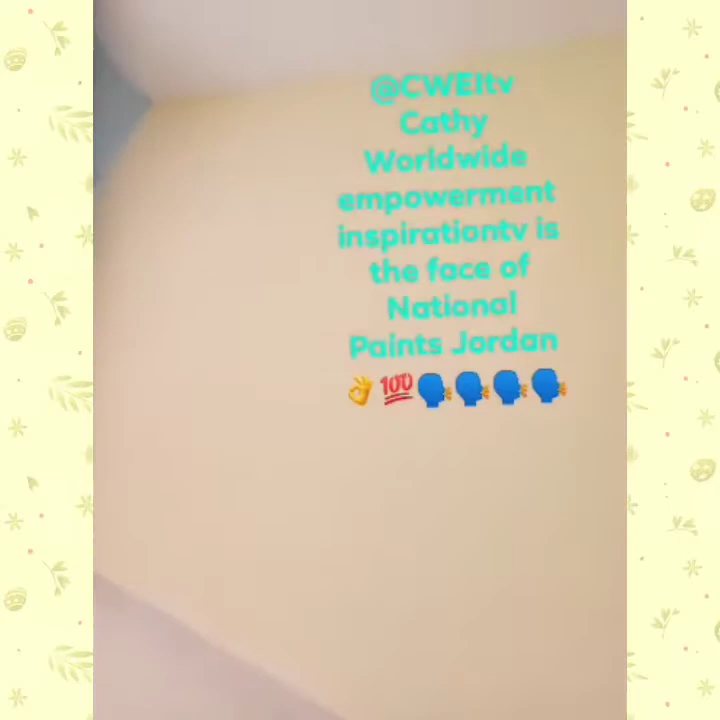 @CWEItv
Cathy
Worldwide
empowerment
inspirationtv is
the face of
National
Paints Jordan
👌💯🗣️🗣️🗣️🗣️